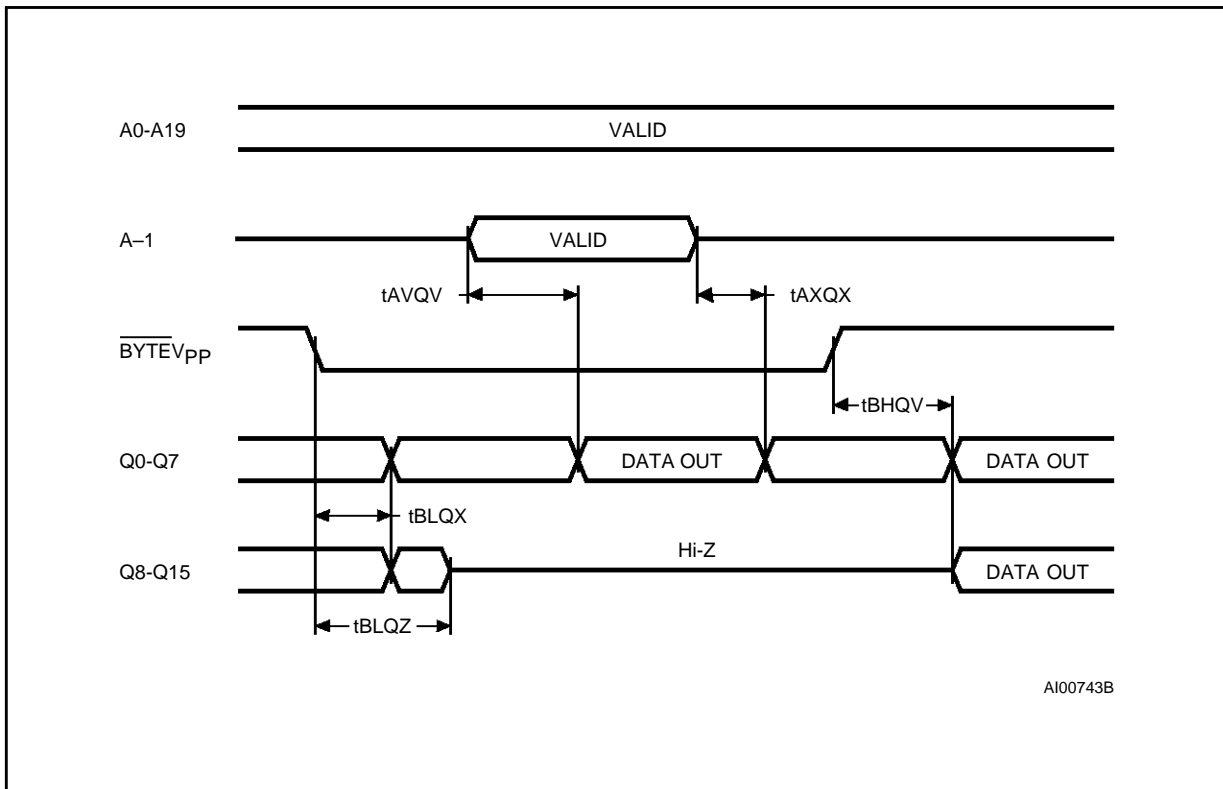 A0-A19
VALID
A–1
VALID
tAVQV
tAXQX
BYTEVPP
tBHQV
Q0-Q7
DATA OUT
DATA OUT
tBLQX
Hi-Z
Q8-Q15
DATA OUT
tBLQZ
AI00743B